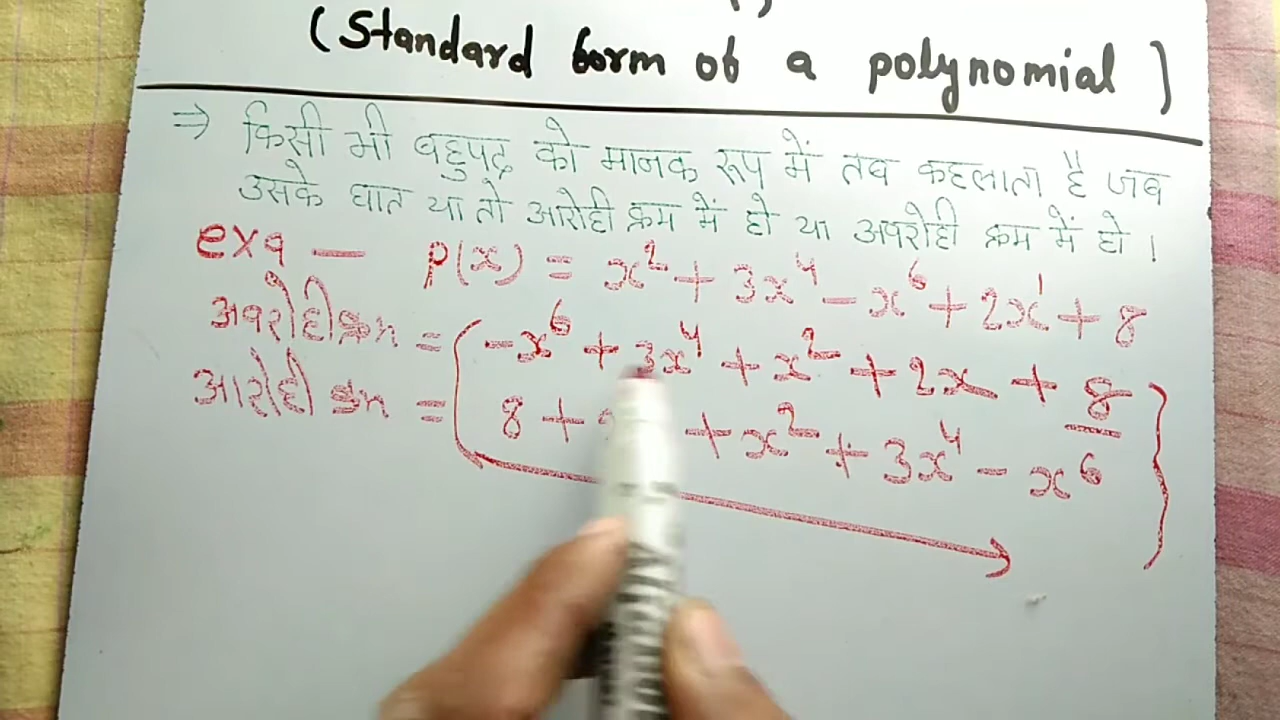 (Standard form of a polynomial)
⇒ किसी भी बहुपद को मानक रूप में तब कहलाता है जब
उसके घात या तो आरोही क्रम में हो या अवरोही क्रम में हो।
exa — p(x) = x² + 3x⁴ - x⁶ + 2x¹ + 8
अवरोही क्रम = (-x⁶ + 3x⁴ + x² + 2x + 8
आरोही क्रम = 8 + + x² + 3x⁴ - x⁶)